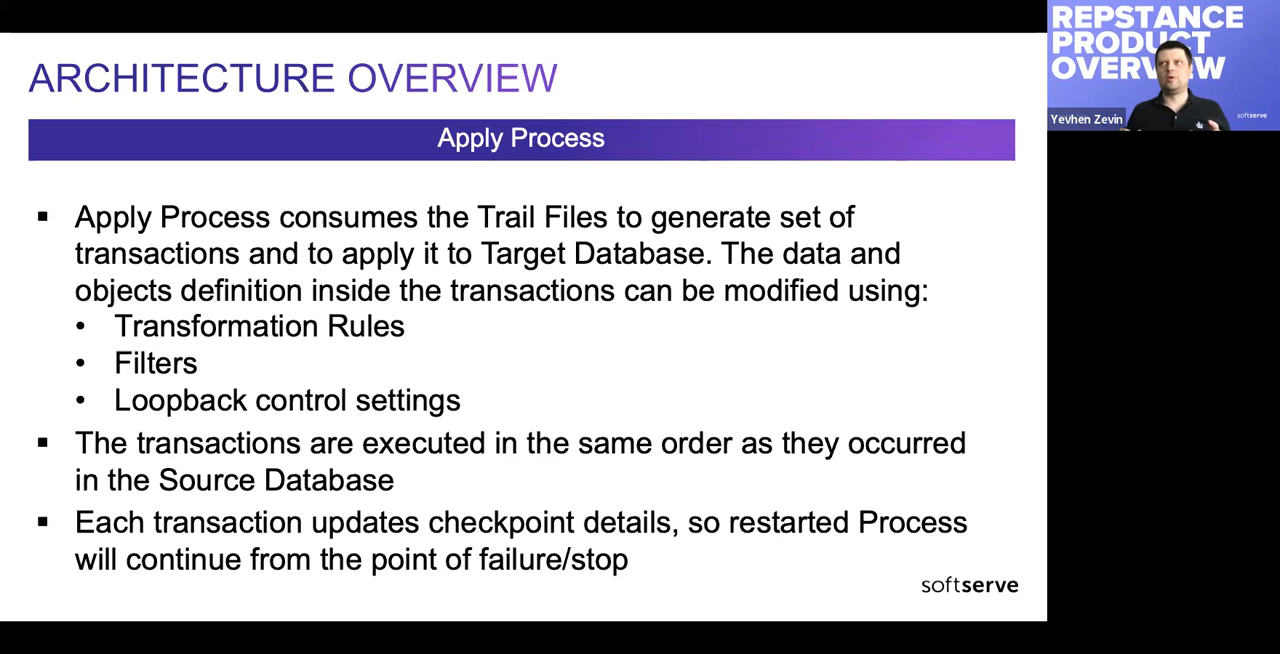 ARCHITECTURE OVERVIEW
Apply Process
▪ Apply Process consumes the Trail Files to generate set of
transactions and to apply it to Target Database. The data and
objects definition inside the transactions can be modified using:
• Transformation Rules
• Filters
• Loopback control settings
▪ The transactions are executed in the same order as they occurred
in the Source Database
▪ Each transaction updates checkpoint details, so restarted Process
will continue from the point of failure/stop
softserve
REPSTANCE
PRODUCT
OVERVIEW
Yevhen Zevin
softserve